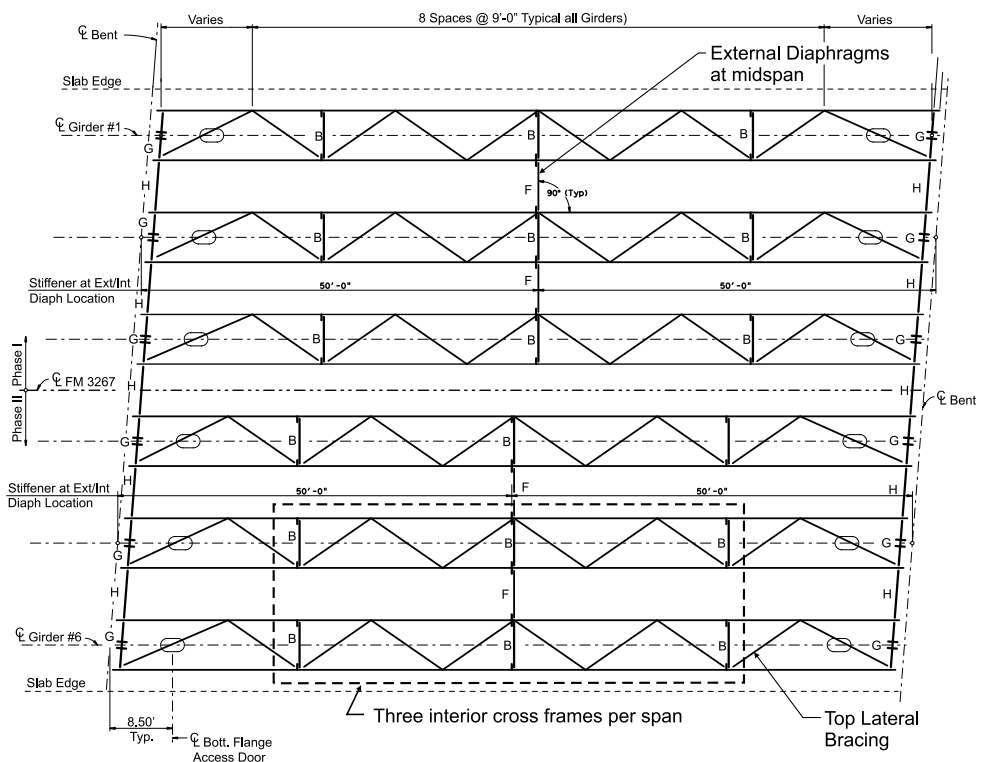 Varies
8 Spaces @ 9'-0" Typical all Girders)
Varies
℄ Bent
External Diaphragms
at midspan
Slab Edge
℄ Girder #1
B
B
B
G
G
H
F
90° (Typ)
H
G
B
B
B
G
Stiffener at Ext/Int
Diaph Location
50'-0"
F
50'-0"
H
H
G
B
B
B
G
Phase I
Phase II
℄ FM 3267
H
H
℄ Bent
G
B
B
B
G
H
Stiffener at Ext/Int
Diaph Location
50'-0"
F
50'-0"
H
G
B
B
B
G
H
F
H
℄ Girder #6
G
B
B
B
G
Slab Edge
8.50'
Typ.
℄ Bott. Flange
Access Door
Three interior cross frames per span
Top Lateral
Bracing